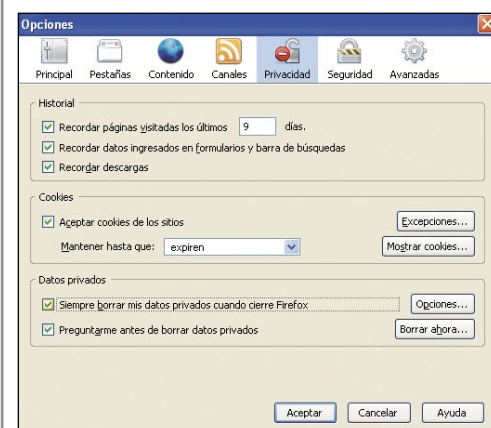 Opciones
Principal Pestañas Contenido Canales Privacidad Seguridad Avanzadas
Historial
Recordar páginas visitadas los últimos 9 días.
Recordar datos ingresados en formularios y barra de búsquedas
Recordar descargas
Cookies
Aceptar cookies de los sitios Excepciones...
Mantener hasta que: expiren Mostrar cookies...
Datos privados
Siempre borrar mis datos privados cuando cierre Firefox Opciones...
Preguntarme antes de borrar datos privados Borrar ahora...
Aceptar Cancelar Ayuda